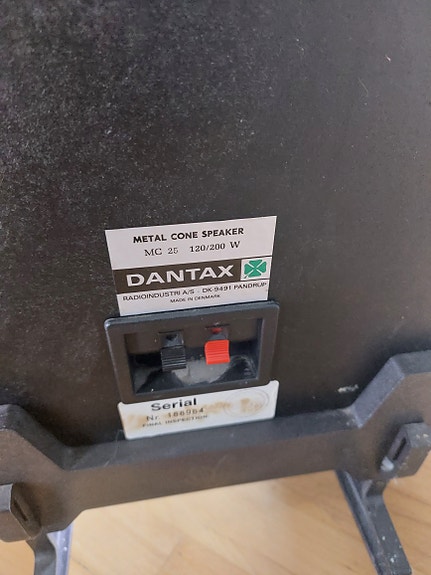 METAL CONE SPEAKER
MC 25 120/200 W
DANTAX
RADIOINDUSTRI A/S - DK-9491 PANDRUP
MADE IN DENMARK
Serial
Nr. 186984
FINAL INSPECTION